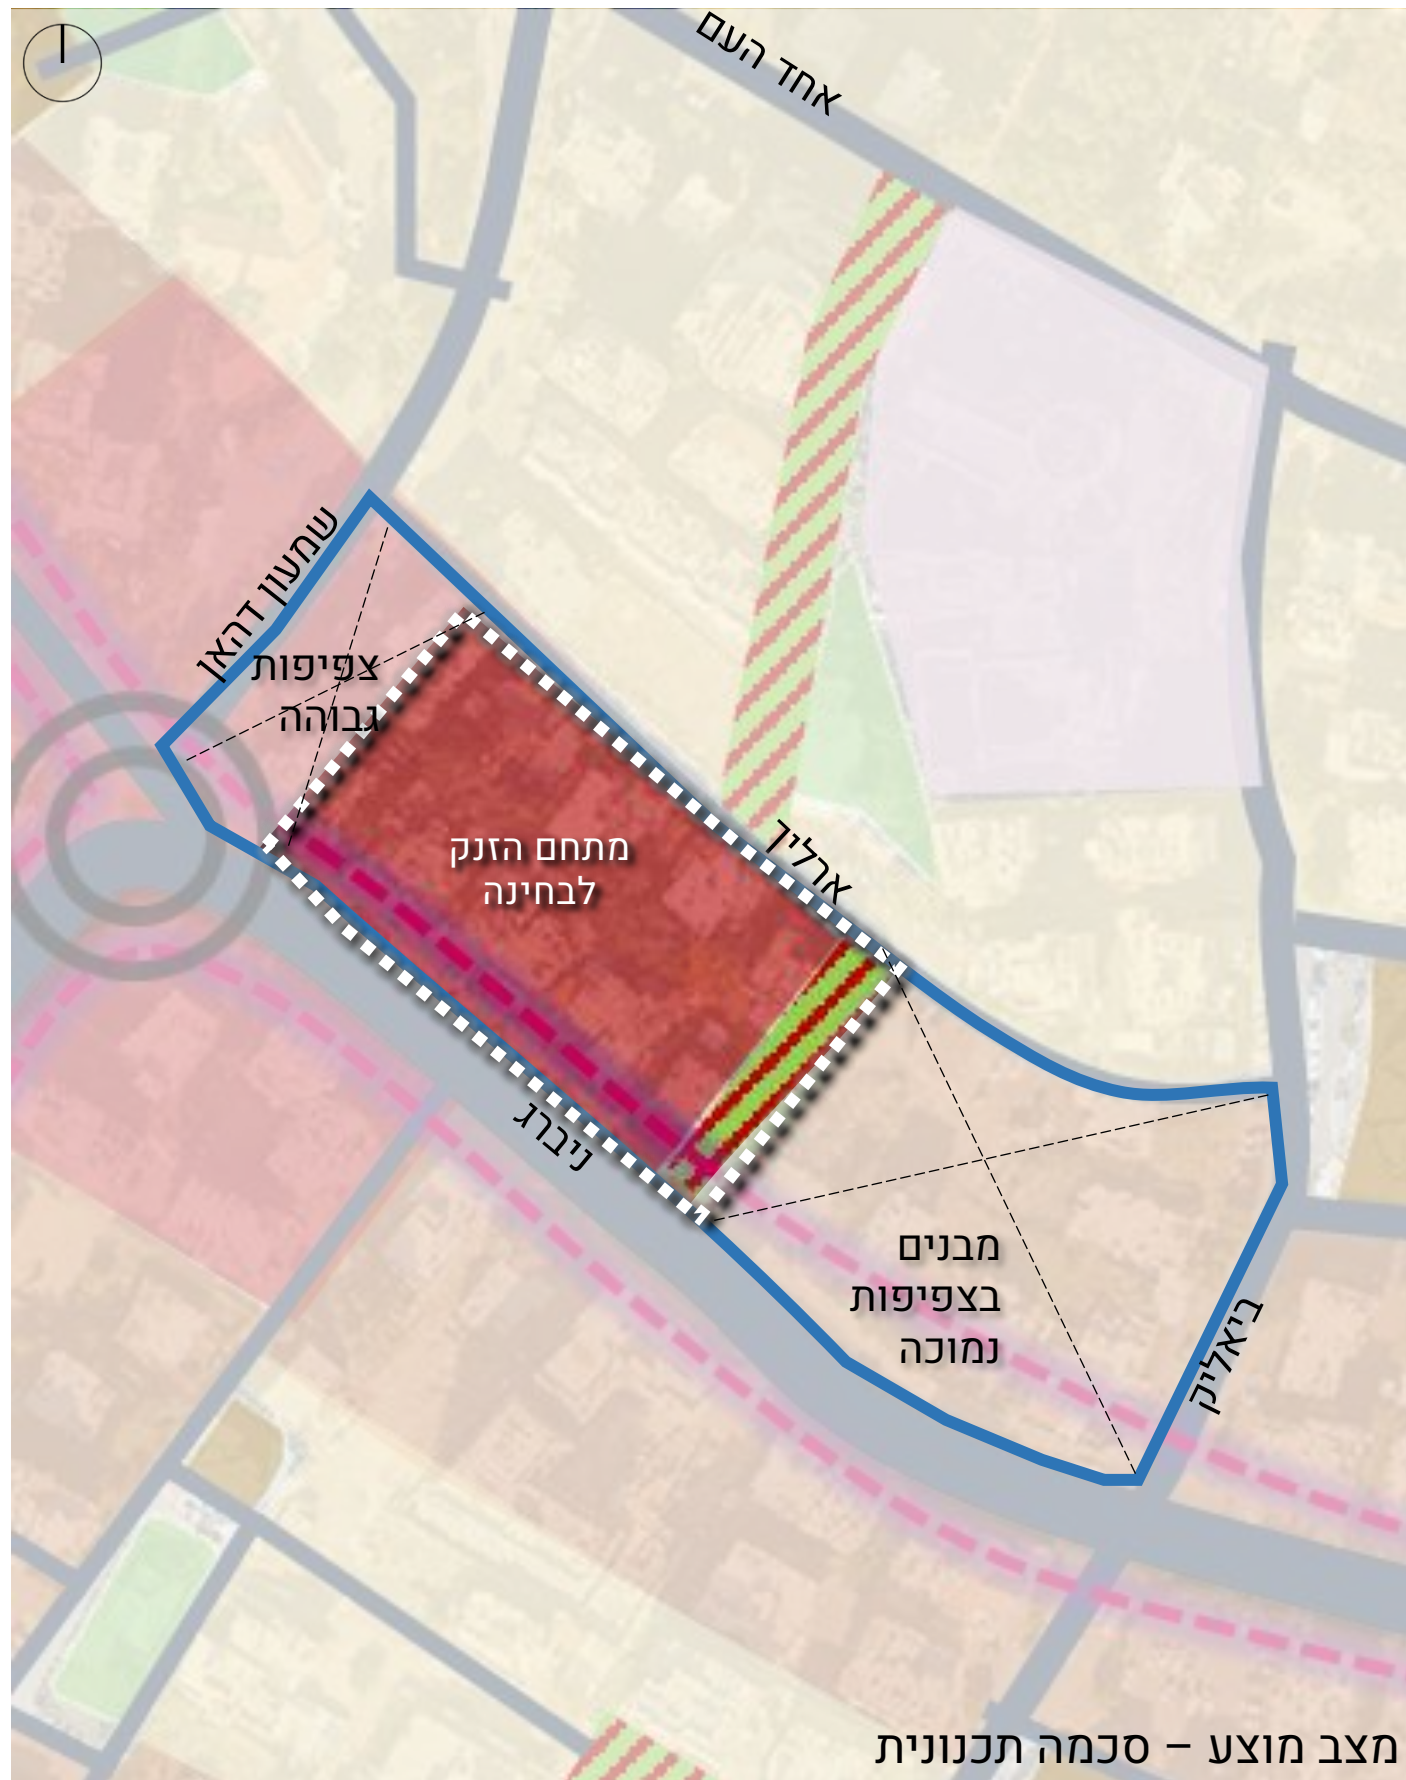 אחד העם
שמעון דהאן
צפיפות
גבוהה
מתחם הזנק
לבחינה
ארליך
ניברג
מבנים
בצפיפות
נמוכה
ביאליק
מצב מוצע – סכמה תכנונית